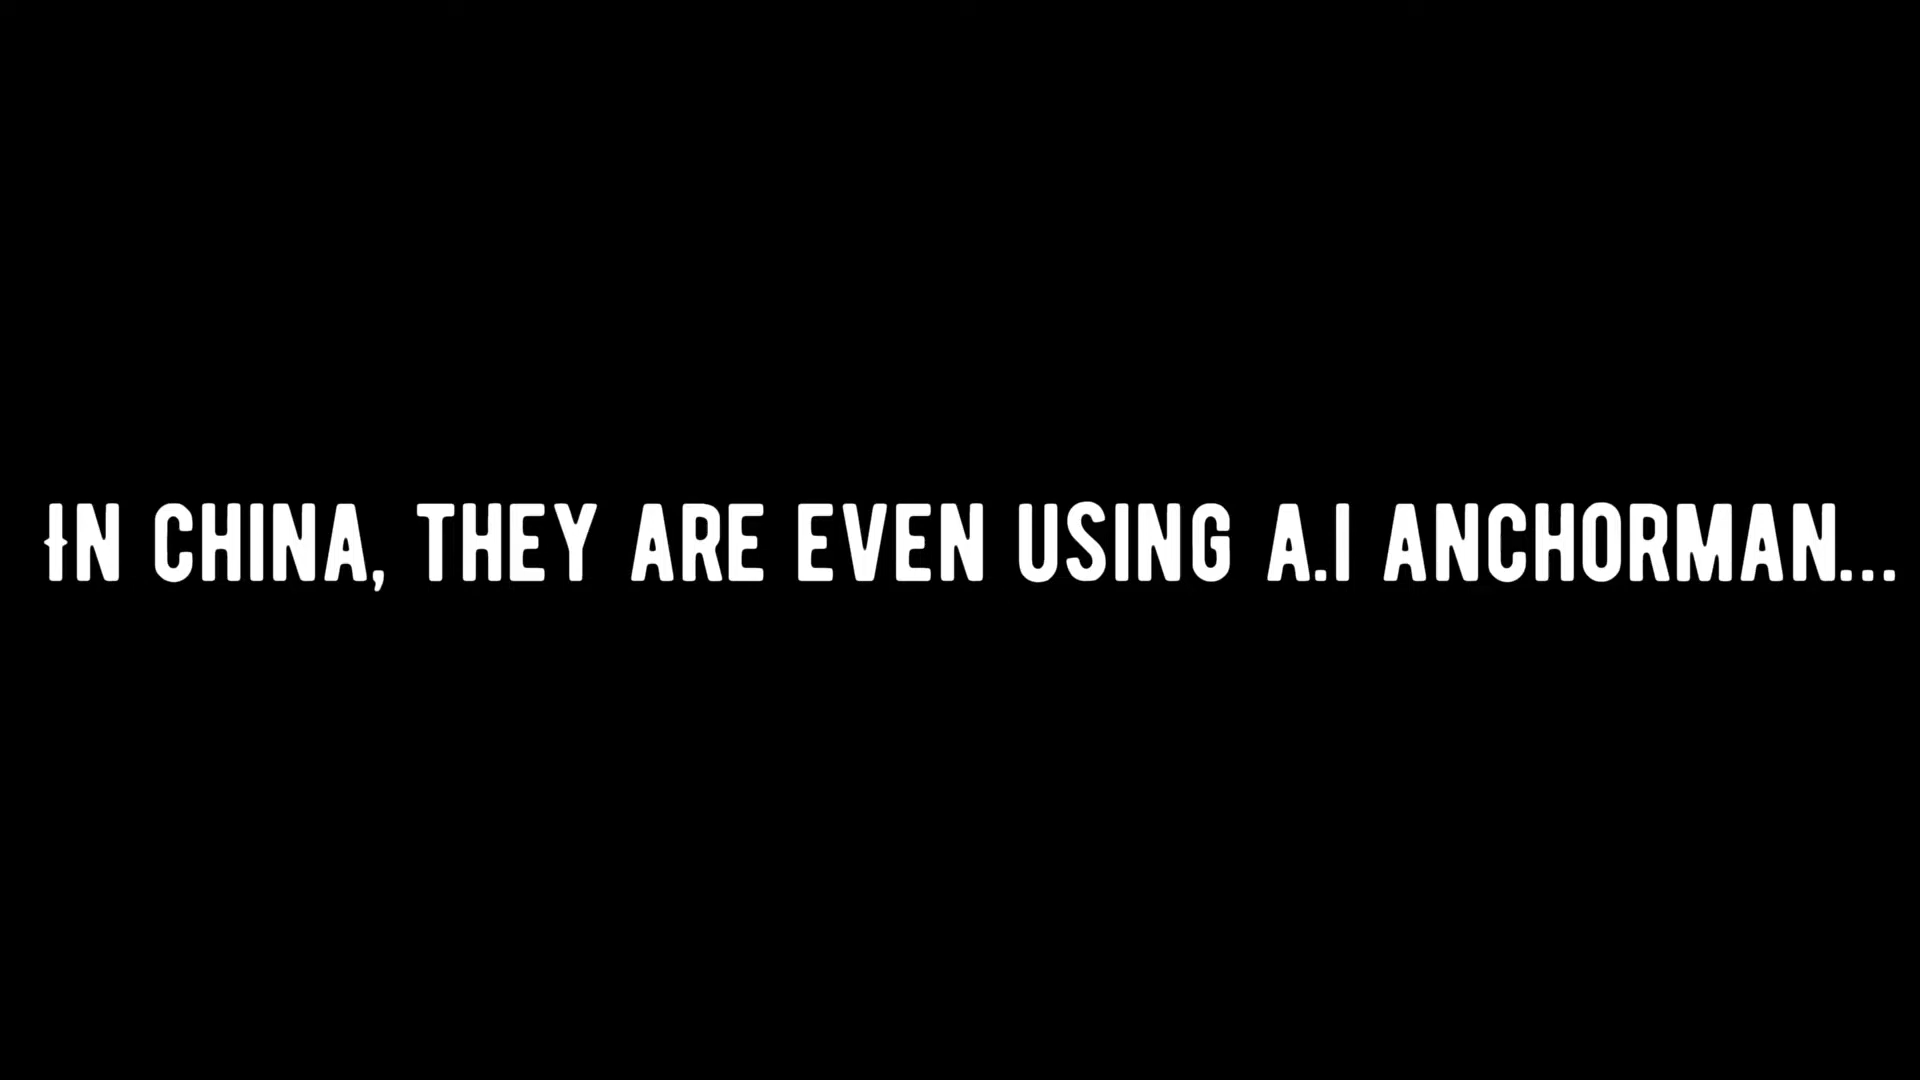 IN CHINA, THEY ARE EVEN USING A.I ANCHORMAN...